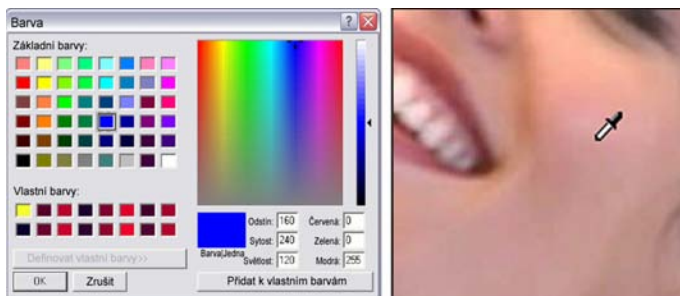 Barva
Základní barvy:
Vlastní barvy:
Definovat vlastní barvy >>
OK Zrušit
Barva|Jedna
Odstín: 160 Červená: 0
Sytost: 240 Zelená: 0
Světlost: 120 Modrá: 255
Přidat k vlastním barvám